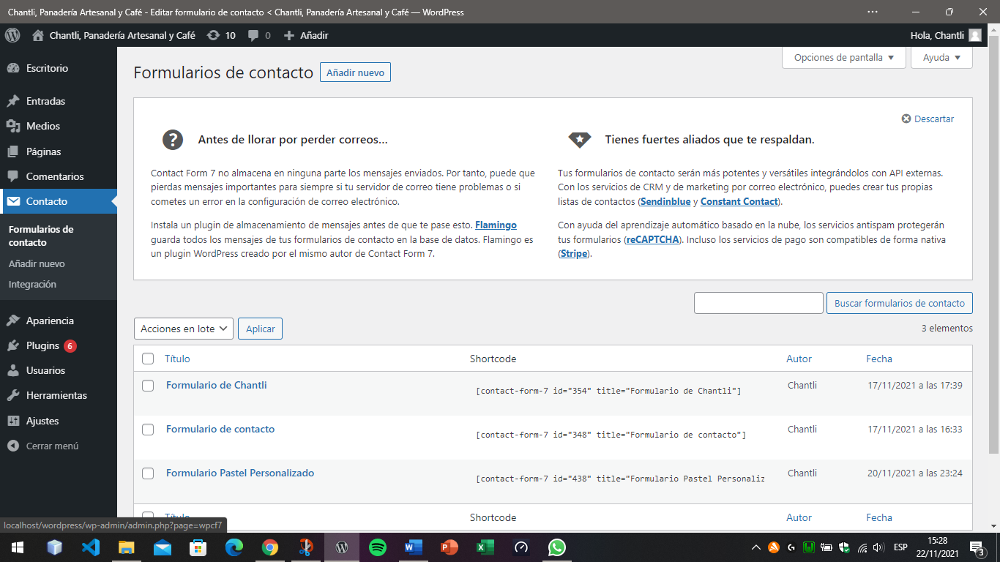 Chantli, Panadería Artesanal y Café - Editar formulario de contacto < Chantli, Panadería Artesanal y Café — WordPress
Chantli, Panadería Artesanal y Café 10 0 Añadir Hola, Chantli
Opciones de pantalla Ayuda
Escritorio
Entradas
Medios
Páginas
Comentarios
Contacto
Formularios de
contacto
Añadir nuevo
Integración
Apariencia
Plugins 6
Usuarios
Herramientas
Ajustes
Cerrar menú
Formularios de contacto Añadir nuevo
Descartar
Antes de llorar por perder correos...
Contact Form 7 no almacena en ninguna parte los mensajes enviados. Por tanto, puede que
pierdas mensajes importantes para siempre si tu servidor de correo tiene problemas o si
cometes un error en la configuración de correo electrónico.
Instala un plugin de almacenamiento de mensajes antes de que te pase esto. Flamingo
guarda todos los mensajes de tus formularios de contacto en la base de datos. Flamingo es
un plugin WordPress creado por el mismo autor de Contact Form 7.
Tienes fuertes aliados que te respaldan.
Tus formularios de contacto serán más potentes y versátiles integrándolos con API externas.
Con los servicios de CRM y de marketing por correo electrónico, puedes crear tus propias
listas de contactos (Sendinblue y Constant Contact).
Con ayuda del aprendizaje automático basado en la nube, los servicios antispam protegerán
tus formularios (reCAPTCHA). Incluso los servicios de pago son compatibles de forma nativa
(Stripe).
Buscar formularios de contacto
Acciones en lote Aplicar 3 elementos
Título Shortcode Autor Fecha
Formulario de Chantli [contact-form-7 id="354" title="Formulario de Chantli"] Chantli 17/11/2021 a las 17:39
Formulario de contacto [contact-form-7 id="348" title="Formulario de contacto"] Chantli 17/11/2021 a las 16:33
Formulario Pastel Personalizado [contact-form-7 id="438" title="Formulario Pastel Personaliz Chantli 20/11/2021 a las 23:24
Título Shortcode Autor Fecha
localhost/wordpress/wp-admin/admin.php?page=wpcf7
ESP 15:28
22/11/2021 3